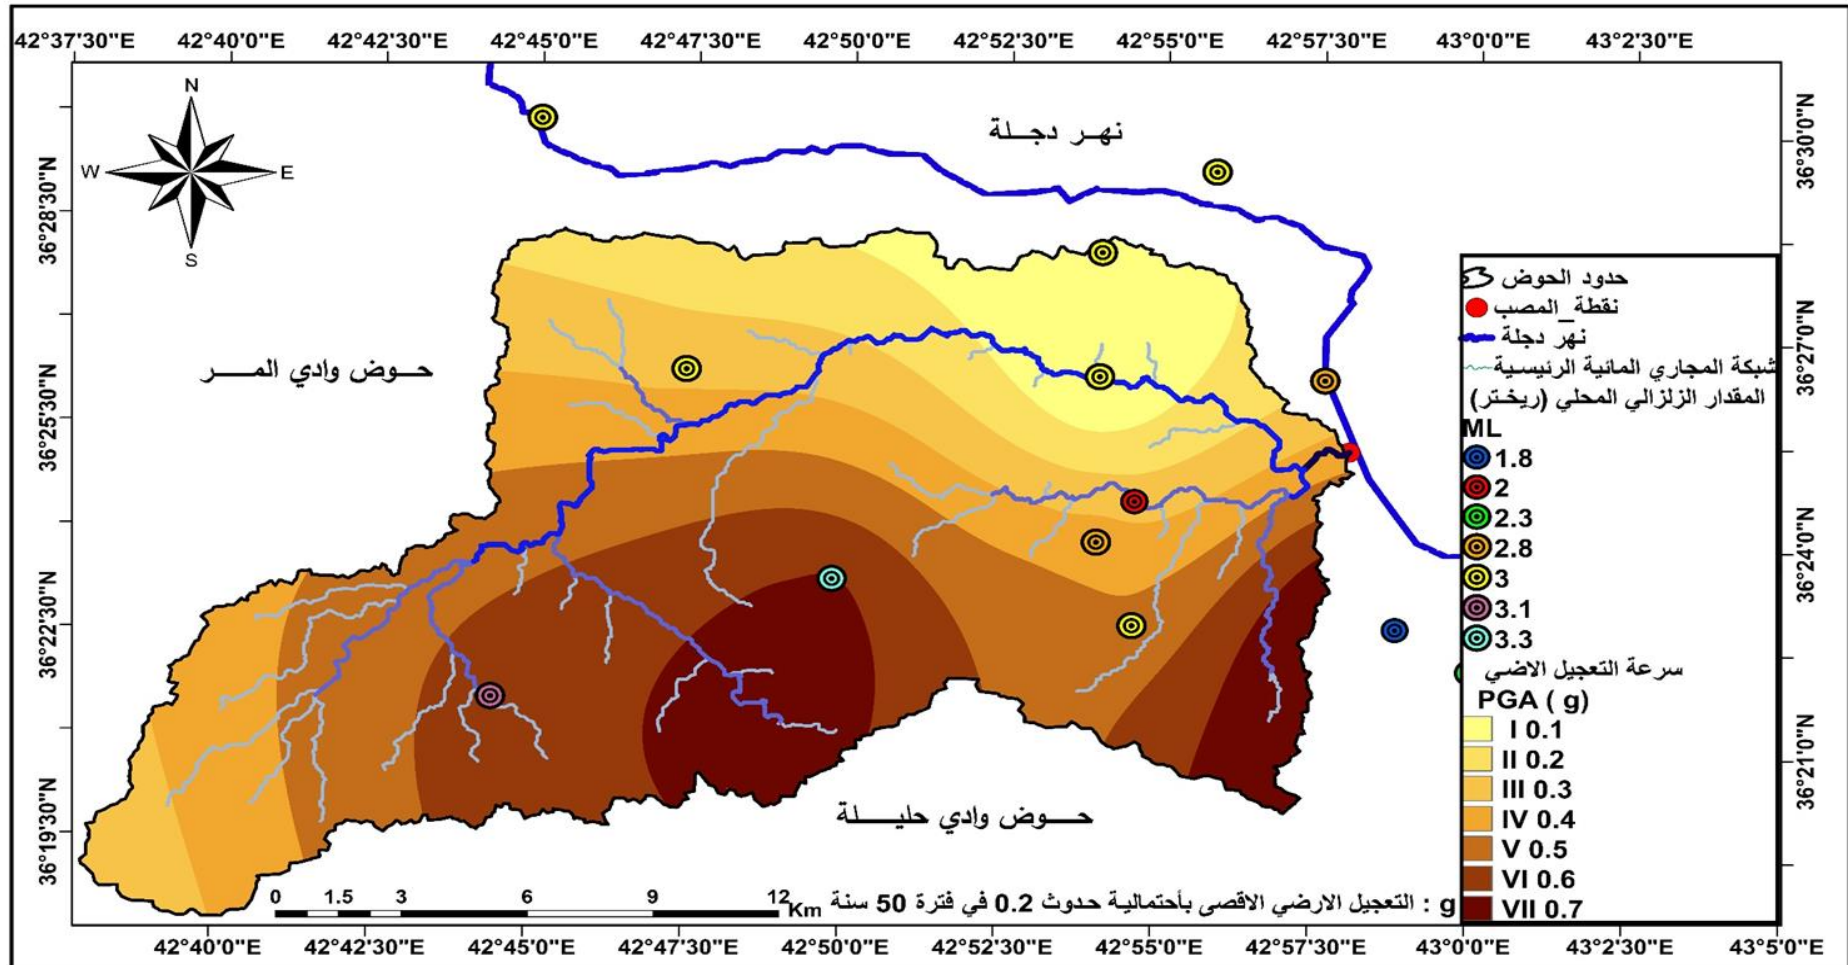 42°37'30"E 42°40'0"E 42°42'30"E 42°45'0"E 42°47'30"E 42°50'0"E 42°52'30"E 42°55'0"E 42°57'30"E 43°0'0"E 43°2'30"E
N
W E
S
نهـر دجـلـة
36°28'30"N
36°25'30"N
36°22'30"N
36°19'30"N
36°30'0"N
36°27'0"N
36°24'0"N
36°21'0"N
حـوض وادي المـــر
حـــوض وادي حليـــلـة
حدود الحوض
نقطة_المصب
نهر دجلة
شبكة المجاري المائية الرئيسية
المقدار الزلزالي المحلي (ريختر)
ML
1.8
2
2.3
2.8
3
3.1
3.3
سرعة التعجيل الاضي
PGA ( g)
I 0.1
II 0.2
III 0.3
IV 0.4
V 0.5
VI 0.6
VII 0.7
0 1.5 3 6 9 12 Km
g : التعجيل الارضي الاقصى بأحتمالية حدوث 0.2 في فترة 50 سنة
42°40'0"E 42°42'30"E 42°45'0"E 42°47'30"E 42°50'0"E 42°52'30"E 42°55'0"E 42°57'30"E 43°0'0"E 43°2'30"E 43°5'0"E